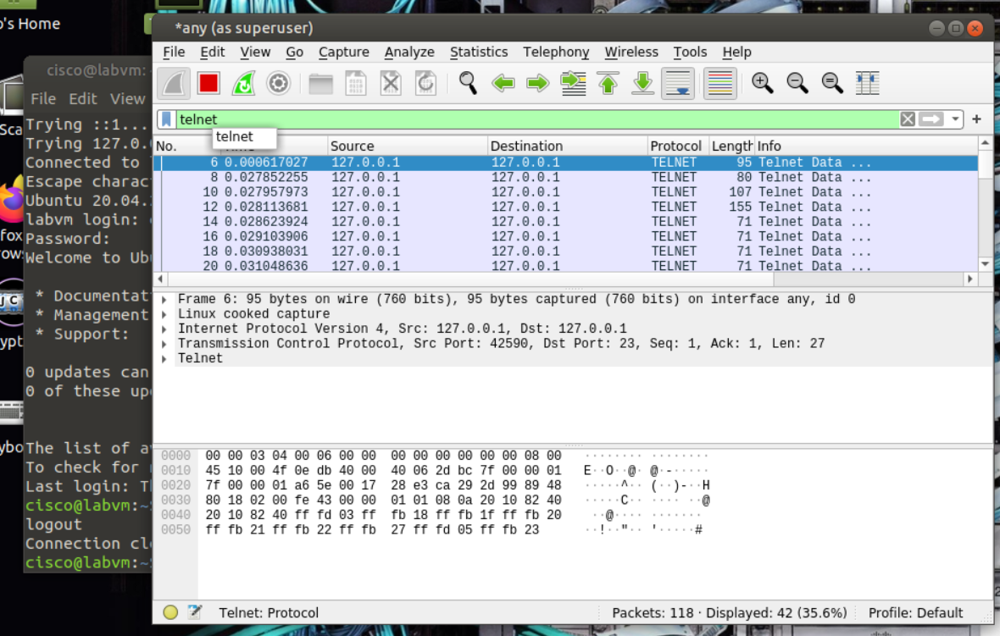 o's Home
*any (as superuser)
File Edit View Go Capture Analyze Statistics Telephony Wireless Tools Help
telnet
telnet
No. Source Destination Protocol Length Info
6 0.000617027 127.0.0.1 127.0.0.1 TELNET 95 Telnet Data ...
8 0.027852255 127.0.0.1 127.0.0.1 TELNET 80 Telnet Data ...
10 0.027957973 127.0.0.1 127.0.0.1 TELNET 107 Telnet Data ...
12 0.028113681 127.0.0.1 127.0.0.1 TELNET 155 Telnet Data ...
14 0.028623924 127.0.0.1 127.0.0.1 TELNET 71 Telnet Data ...
16 0.029103906 127.0.0.1 127.0.0.1 TELNET 71 Telnet Data ...
18 0.030938031 127.0.0.1 127.0.0.1 TELNET 71 Telnet Data ...
20 0.031048636 127.0.0.1 127.0.0.1 TELNET 71 Telnet Data ...
Frame 6: 95 bytes on wire (760 bits), 95 bytes captured (760 bits) on interface any, id 0
Linux cooked capture
Internet Protocol Version 4, Src: 127.0.0.1, Dst: 127.0.0.1
Transmission Control Protocol, Src Port: 42590, Dst Port: 23, Seq: 1, Ack: 1, Len: 27
Telnet
0000 00 00 03 04 00 06 00 00 00 00 00 00 00 00 08 00 ········ ········
0010 45 10 00 4f 0e db 40 00 40 06 2d bc 7f 00 00 01 E··O··@· @·-·····
0020 7f 00 00 01 a6 5e 00 17 28 e3 ca 29 2d 99 89 48 ·····^·· (··)-··H
0030 80 18 02 00 fe 43 00 00 01 01 08 0a 20 10 82 40 ·····C·· ···· ··@
0040 20 10 82 40 ff fd 03 ff fb 18 ff fb 1f ff fb 20 ··@···· ·······
0050 ff fb 21 ff fb 22 ff fb 27 ff fd 05 ff fb 23 ··!··"·· '·····#
Telnet: Protocol
Packets: 118 · Displayed: 42 (35.6%)
Profile: Default
cisco@labvm:
File Edit View
Trying ::1...
Trying 127.0.
Connected to
Escape charac
Ubuntu 20.04.
labvm login:
Password:
Welcome to Ub
* Documentat
* Management
* Support:
0 updates can
0 of these up
The list of a
To check for
Last login: T
cisco@labvm:~
logout
Connection cl
cisco@labvm:~